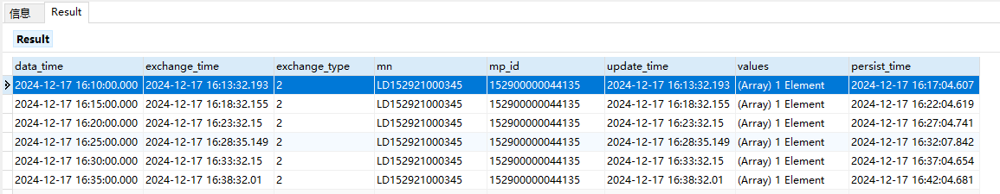 信息 Result
Result
data_time exchange_time exchange_type mn mp_id update_time values persist_time
2024-12-17 16:10:00.000 2024-12-17 16:13:32.193 2 LD152921000345 152900000044135 2024-12-17 16:13:32.193 (Array) 1 Element 2024-12-17 16:17:04.607
2024-12-17 16:15:00.000 2024-12-17 16:18:32.155 2 LD152921000345 152900000044135 2024-12-17 16:18:32.155 (Array) 1 Element 2024-12-17 16:22:04.619
2024-12-17 16:20:00.000 2024-12-17 16:23:32.15 2 LD152921000345 152900000044135 2024-12-17 16:23:32.15 (Array) 1 Element 2024-12-17 16:27:04.741
2024-12-17 16:25:00.000 2024-12-17 16:28:35.149 2 LD152921000345 152900000044135 2024-12-17 16:28:35.149 (Array) 1 Element 2024-12-17 16:32:07.842
2024-12-17 16:30:00.000 2024-12-17 16:33:32.15 2 LD152921000345 152900000044135 2024-12-17 16:33:32.15 (Array) 1 Element 2024-12-17 16:37:04.654
2024-12-17 16:35:00.000 2024-12-17 16:38:32.01 2 LD152921000345 152900000044135 2024-12-17 16:38:32.01 (Array) 1 Element 2024-12-17 16:42:04.681